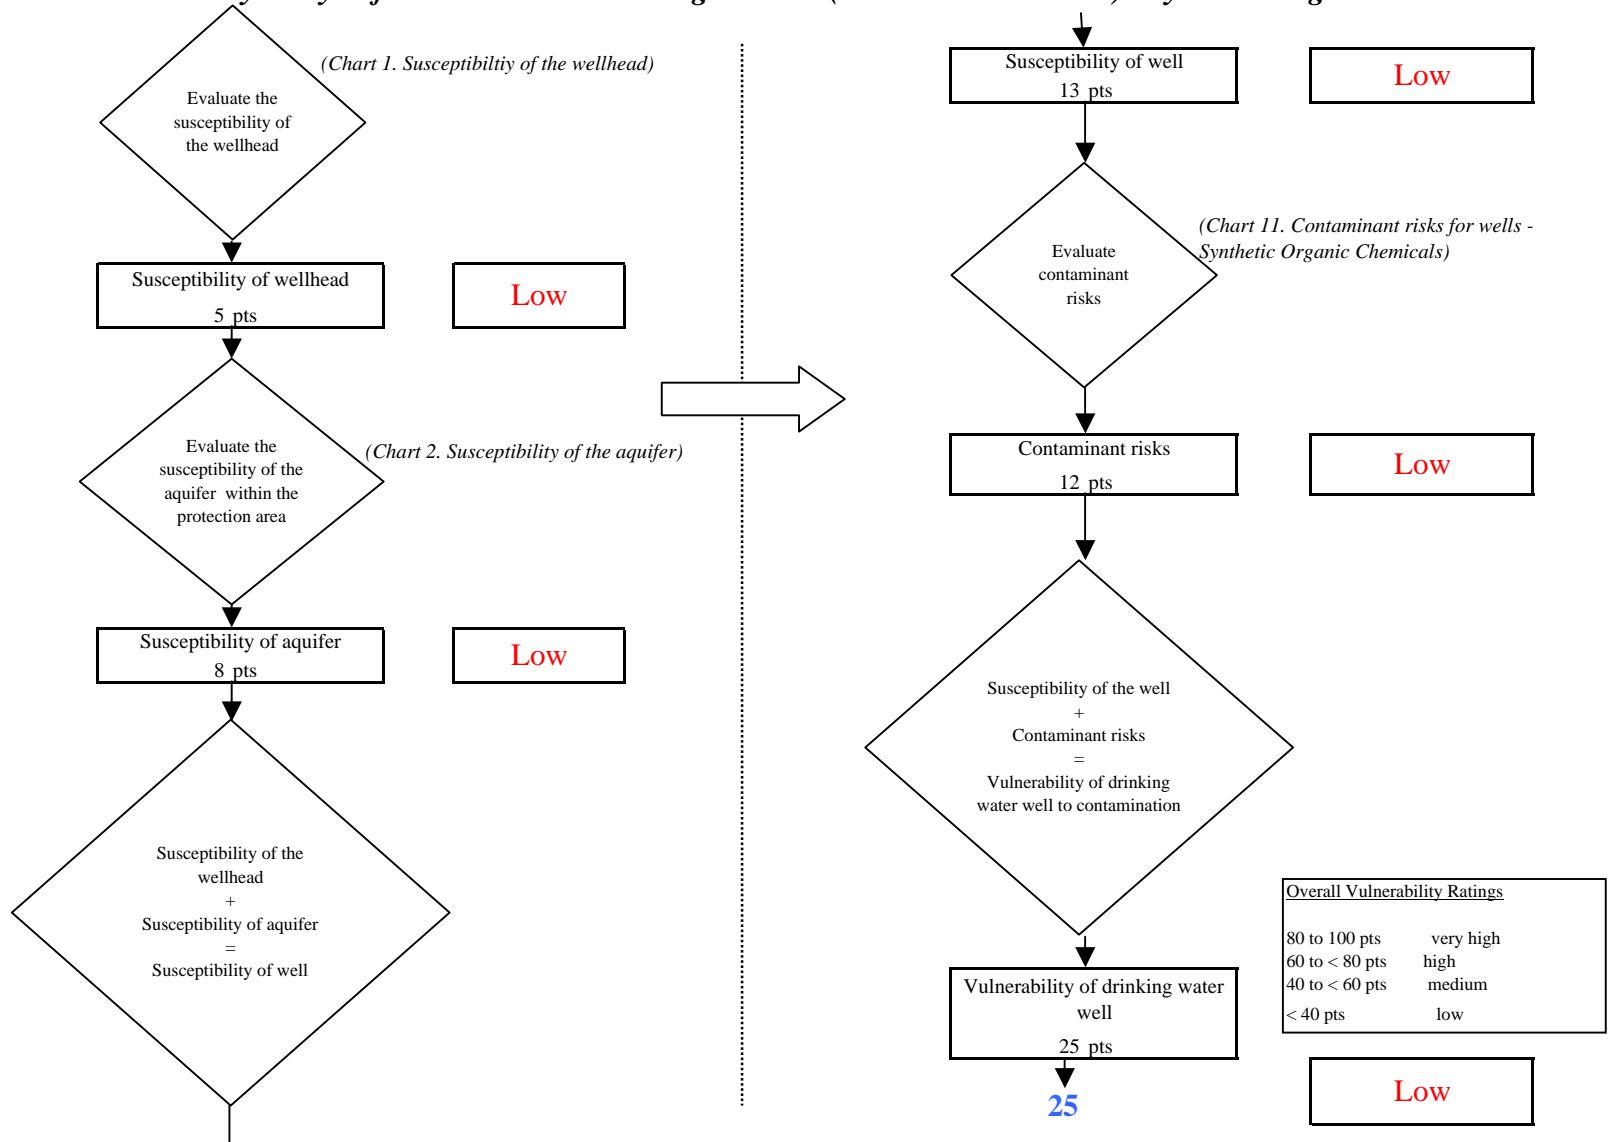 (Chart 1. Susceptibiltiy of the wellhead)
Evaluate the
susceptibility of
the wellhead
Susceptibility of wellhead
5 pts
Low
Evaluate the
susceptibility of the
aquifer within the
protection area
(Chart 2. Susceptibility of the aquifer)
Susceptibility of aquifer
8 pts
Low
Susceptibility of the
wellhead
+
Susceptibility of aquifer
=
Susceptibility of well
Susceptibility of well
13 pts
Low
(Chart 11. Contaminant risks for wells -
Synthetic Organic Chemicals)
Evaluate
contaminant
risks
Contaminant risks
12 pts
Low
Susceptibility of the well
+
Contaminant risks
=
Vulnerability of drinking
water well to contamination
Overall Vulnerability Ratings
80 to 100 pts very high
60 to < 80 pts high
40 to < 60 pts medium
< 40 pts low
Vulnerability of drinking water
well
25 pts
25
Low